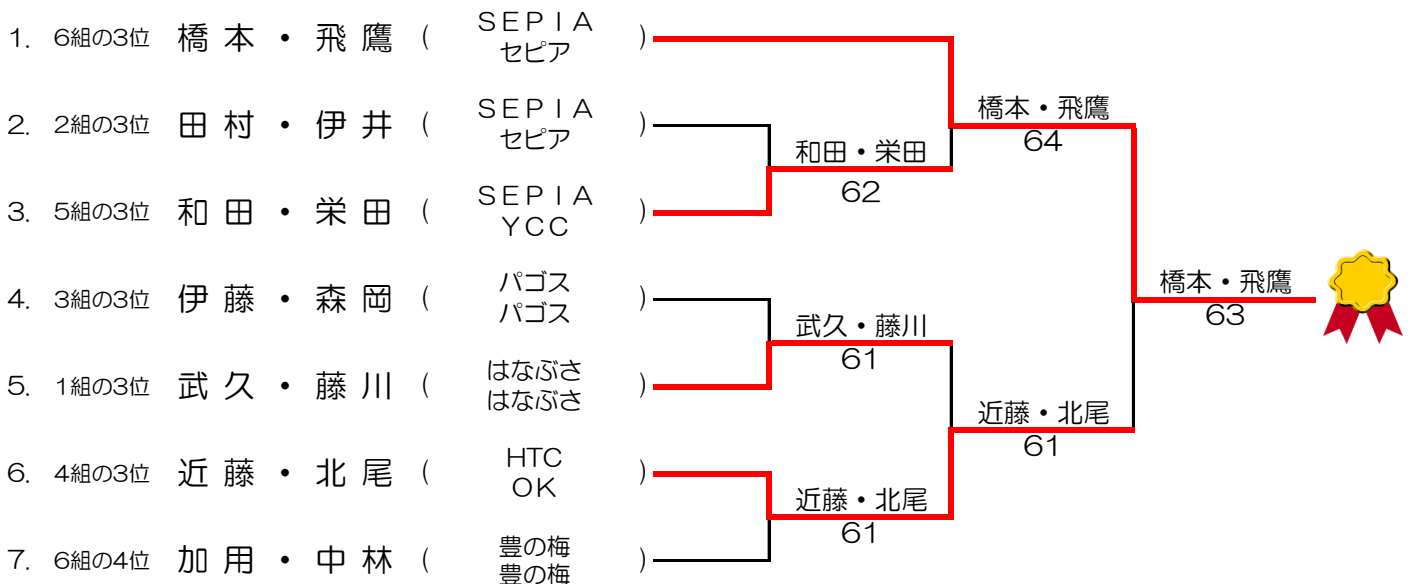 1. 6組の3位 橋本・飛鷹 ( SEPIA )
セピア
2. 2組の3位 田村・伊井 ( SEPIA )
セピア
3. 5組の3位 和田・栄田 ( SEPIA )
YCC
4. 3組の3位 伊藤・森岡 ( パゴス )
パゴス
5. 1組の3位 武久・藤川 ( はなぶさ )
はなぶさ
6. 4組の3位 近藤・北尾 ( HTC )
OK
7. 6組の4位 加用・中林 ( 豊の梅 )
豊の梅
和田・栄田
62
武久・藤川
61
近藤・北尾
61
橋本・飛鷹
64
近藤・北尾
61
橋本・飛鷹
63